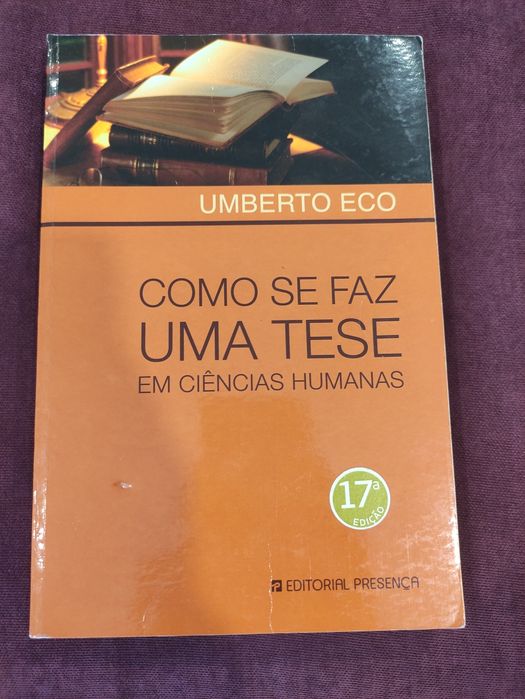 UMBERTO ECO
COMO SE FAZ
UMA TESE
EM CIÊNCIAS HUMANAS
17ª
EDIÇÃO
EDITORIAL PRESENÇA